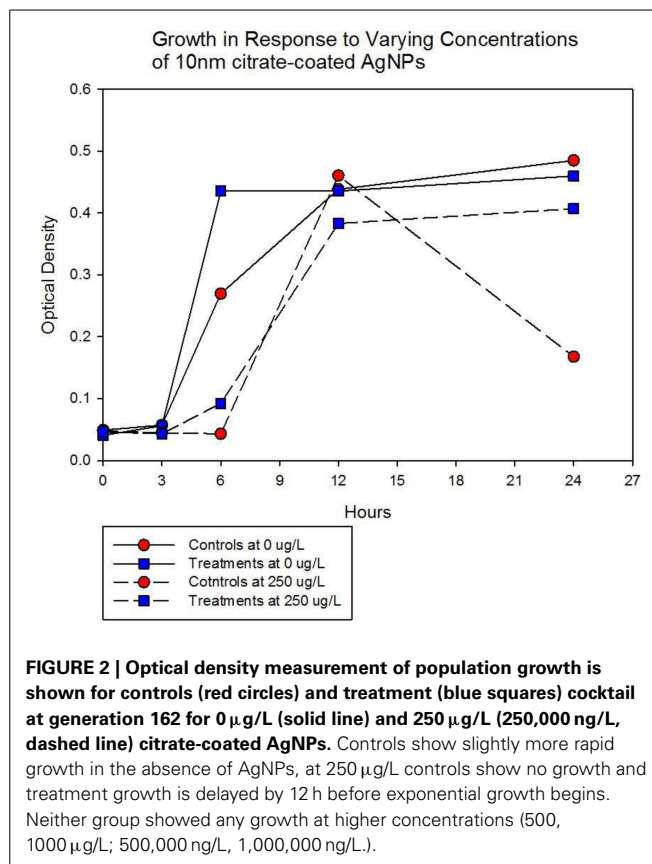 Growth in Response to Varying Concentrations
of 10nm citrate-coated AgNPs
0.6
0.5
0.4
0.3
0.2
0.1
0.0
Optical Density
0 3 6 9 12 15 18 21 24 27
Hours
Controls at 0 ug/L
Treatments at 0 ug/L
Cotntrols at 250 ug/L
Treatments at 250 ug/L
FIGURE 2 | Optical density measurement of population growth is
shown for controls (red circles) and treatment (blue squares) cocktail
at generation 162 for 0 μg/L (solid line) and 250 μg/L (250,000 ng/L,
dashed line) citrate-coated AgNPs. Controls show slightly more rapid
growth in the absence of AgNPs, at 250 μg/L controls show no growth and
treatment growth is delayed by 12 h before exponential growth begins.
Neither group showed any growth at higher concentrations (500,
1000 μg/L; 500,000 ng/L, 1,000,000 ng/L.).